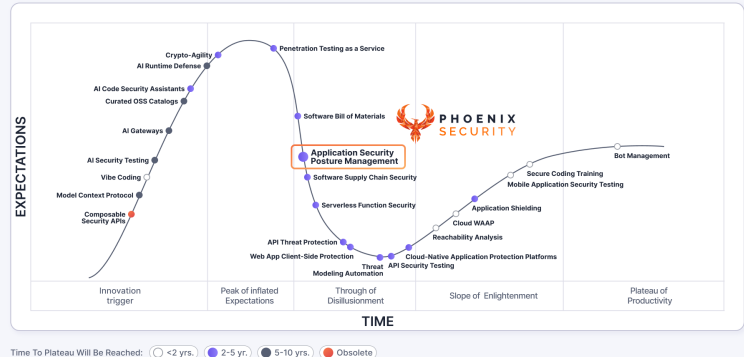 EXPECTATIONS
Penetration Testing as a Service
Crypto-Agility
AI Runtime Defense
AI Code Security Assistants
Curated OSS Catalogs
AI Gateways
AI Security Testing
Vibe Coding
Model Context Protocol
Composable
Security APIs
Software Bill of Materials
Application Security
Posture Management
Software Supply Chain Security
Serverless Function Security
API Threat Protection
Web App Client-Side Protection
Threat
Modeling Automation
API Security Testing
Cloud-Native Application Protection Platforms
Reachability Analysis
Cloud WAAP
Application Shielding
Mobile Application Security Testing
Secure Coding Training
Bot Management
PHOENIX
SECURITY
Innovation
trigger
Peak of inflated
Expectations
Through of
Disillusionment
Slope of Enlightenment
Plateau of
Productivity
TIME
Time To Plateau Will Be Reached: <2 yrs. 2-5 yr. 5-10 yrs. Obsolete